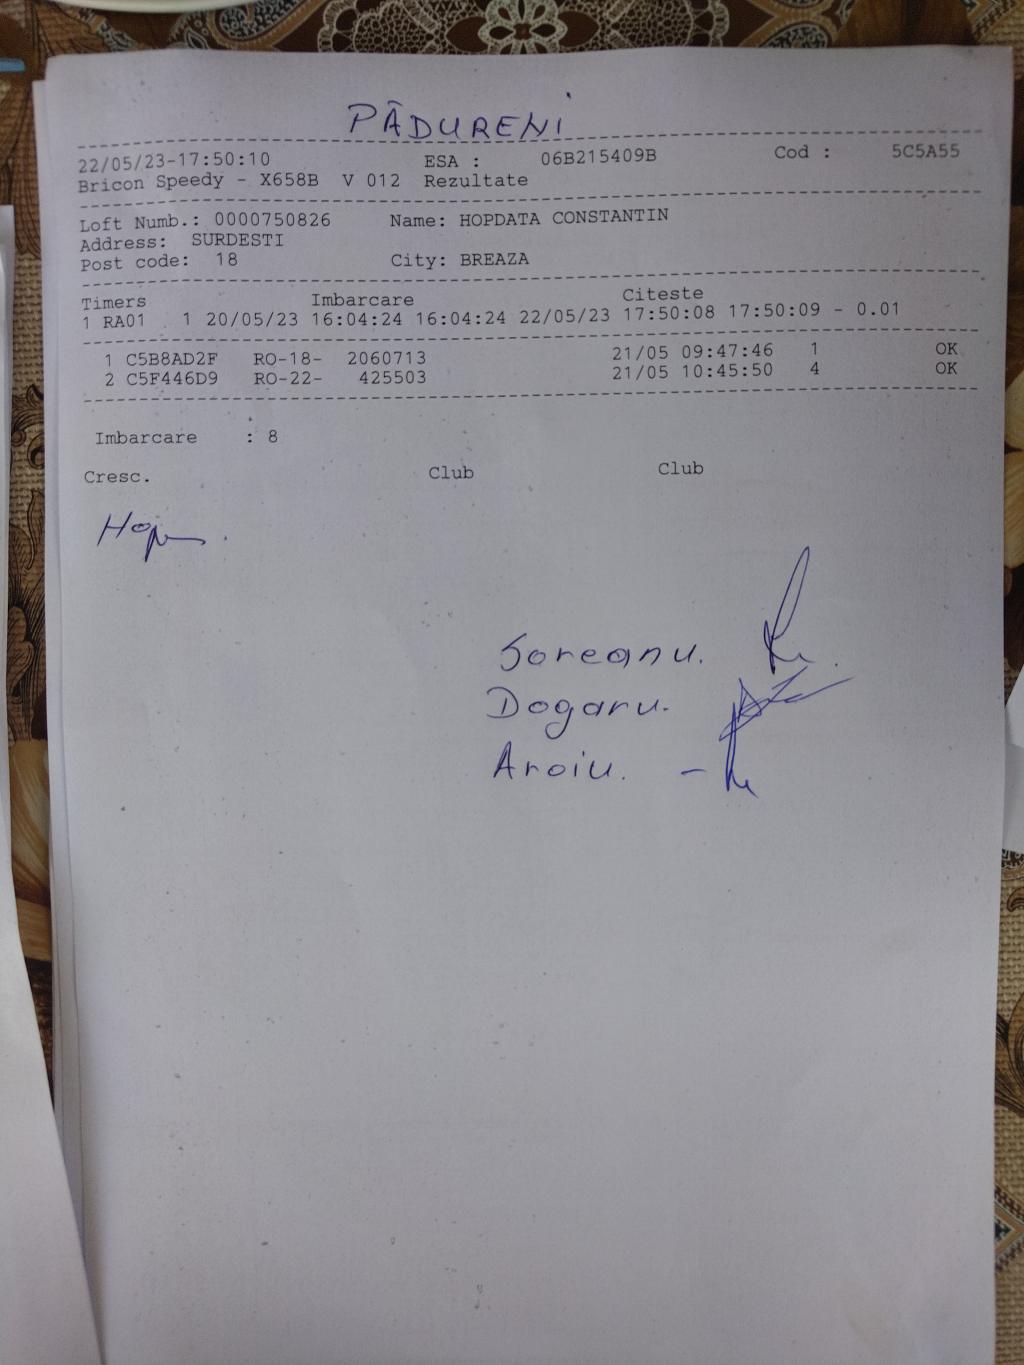 PĂDURENI
22/05/23-17:50:10 ESA : 06B215409B Cod : 5C5A55
Bricon Speedy - X658B V 012 Rezultate
Loft Numb.: 0000750826 Name: HOPDATA CONSTANTIN
Address: SURDESTI
Post code: 18 City: BREAZA
Timers Imbarcare Citeste
1 RA01 1 20/05/23 16:04:24 16:04:24 22/05/23 17:50:08 17:50:09 - 0.01
1 C5B8AD2F RO-18- 2060713 21/05 09:47:46 1 OK
2 C5F446D9 RO-22- 425503 21/05 10:45:50 4 OK
Imbarcare : 8
Cresc. Club Club
Soreanu.
Dogaru.
Aroiu. -